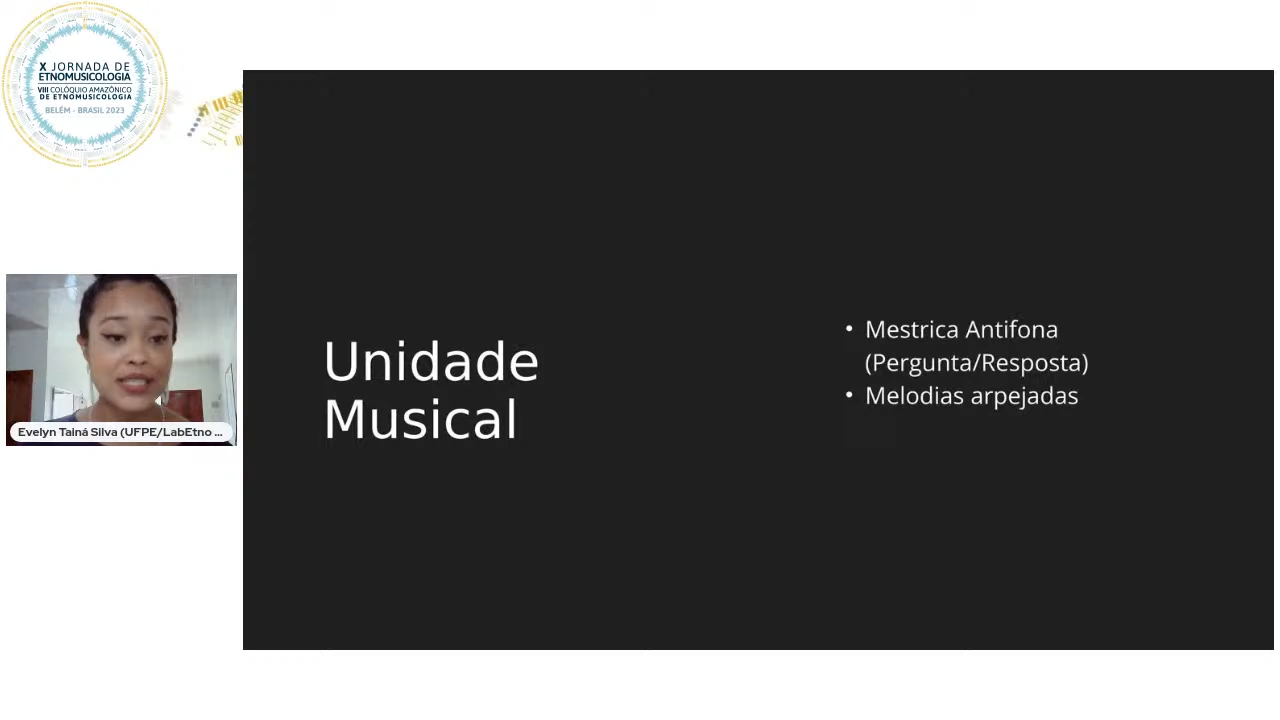 X JORNADA DE
ETNOMUSICOLOGIA
VIII COLÓQUIO AMAZÔNICO
DE ETNOMUSICOLOGIA
BELÉM - BRASIL 2023
Unidade
Musical
• Mestrica Antifona
(Pergunta/Resposta)
• Melodias arpejadas
Evelyn Tainá Silva (UFPE/LabEtno ...